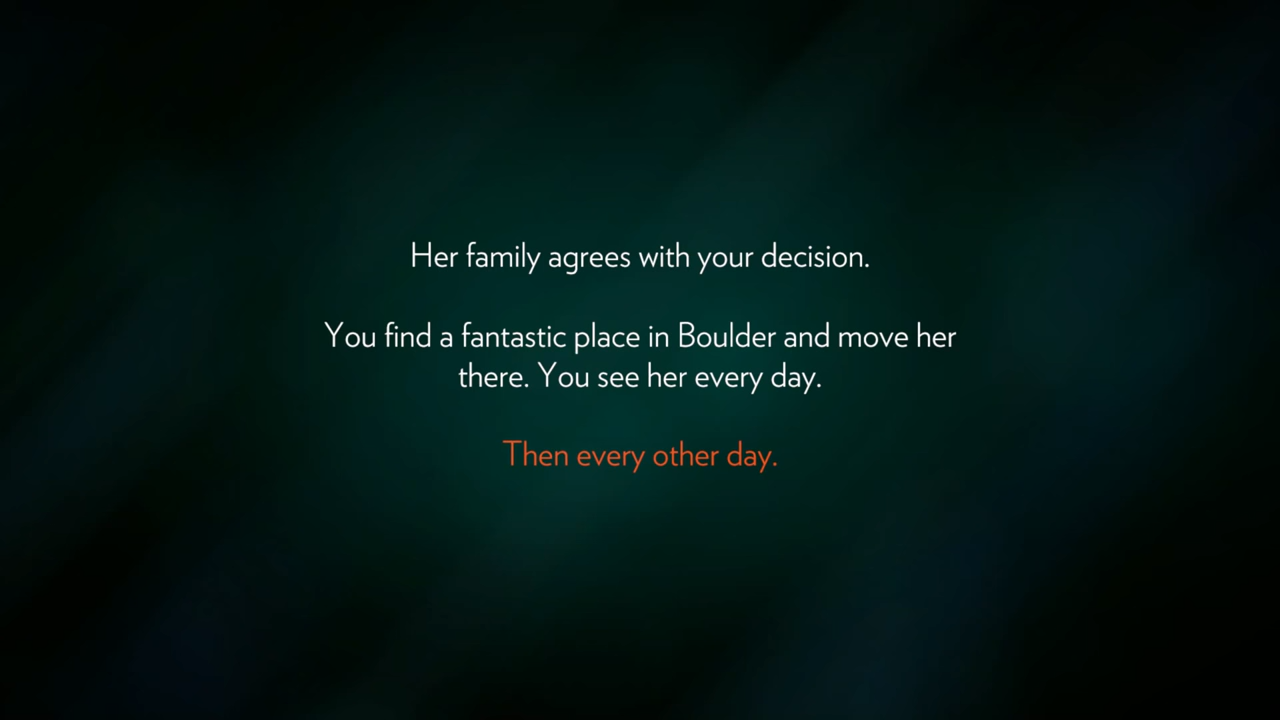 Her family agrees with your decision.
You find a fantastic place in Boulder and move her
there. You see her every day.
Then every other day.